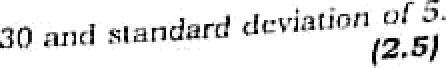 30 and standard deviation of 5.
(2.5)